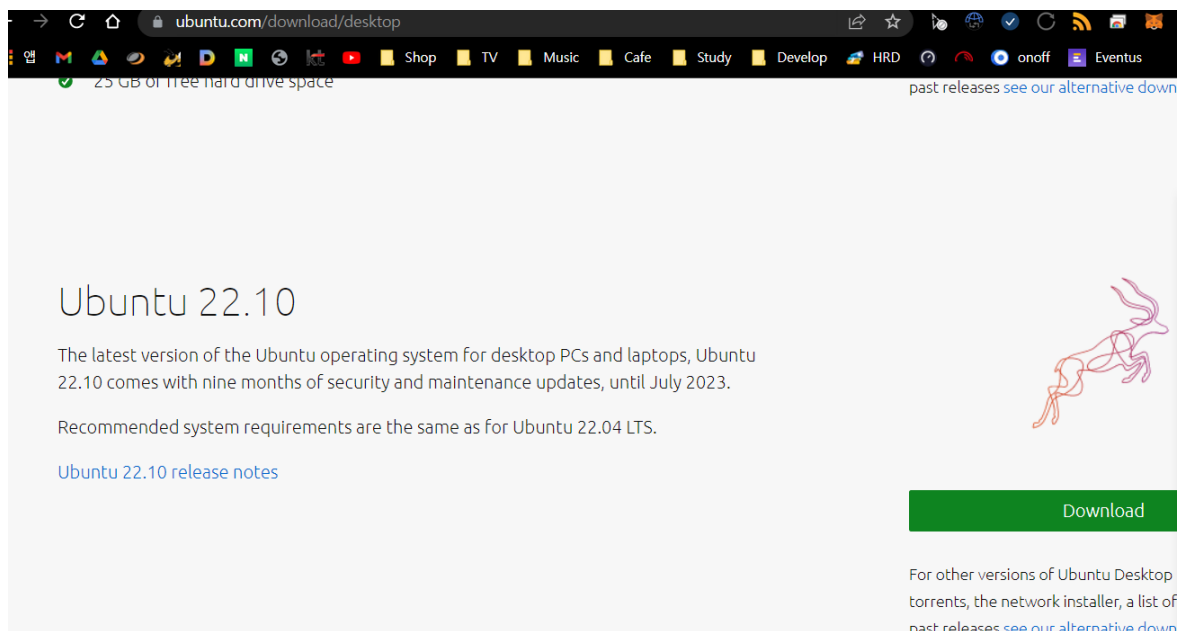 ubuntu.com/download/desktop
앱 Shop TV Music Cafe Study Develop HRD onoff Eventus
25 GB of free hard drive space
past releases see our alternative down
Ubuntu 22.10
The latest version of the Ubuntu operating system for desktop PCs and laptops, Ubuntu
22.10 comes with nine months of security and maintenance updates, until July 2023.
Recommended system requirements are the same as for Ubuntu 22.04 LTS.
Ubuntu 22.10 release notes
Download
For other versions of Ubuntu Desktop
torrents, the network installer, a list of
past releases see our alternative down